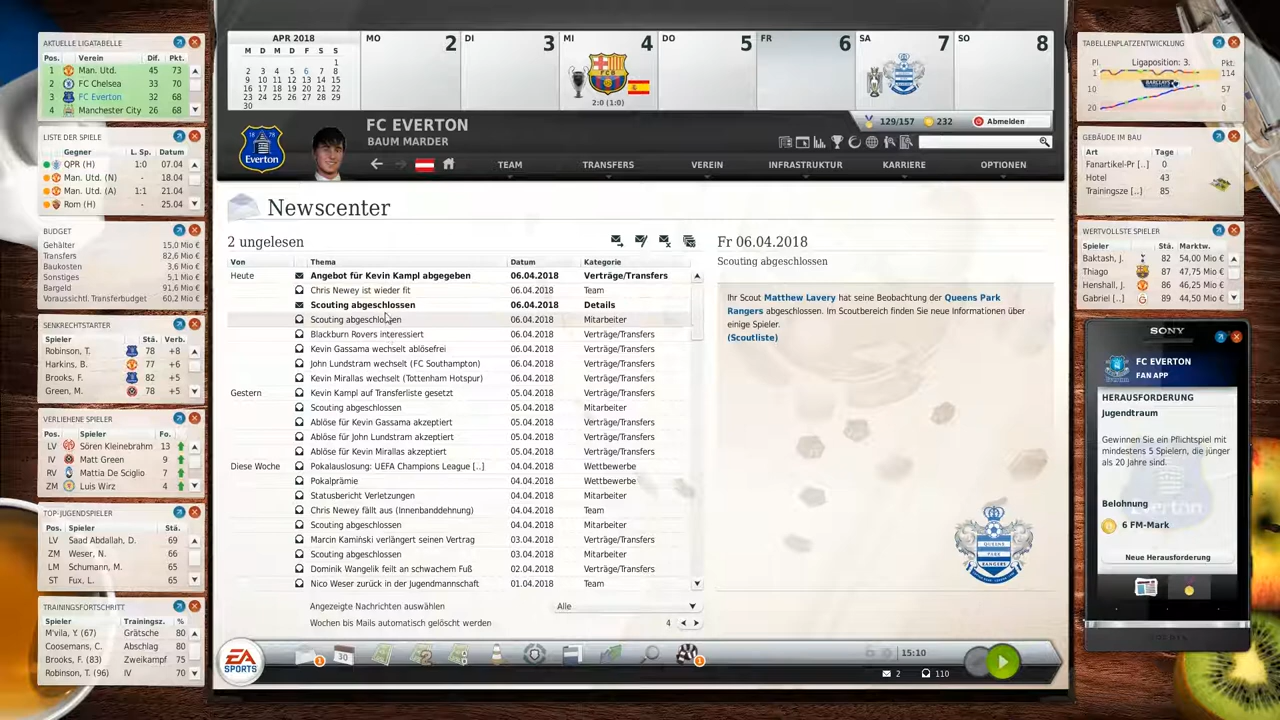 AKTUELLE LIGATABELLE
Pos. Verein Dif. Pkt.
1 Man. Utd. 45 73
2 FC Chelsea 33 70
3 FC Everton 32 68
4 Manchester City 26 68
LISTE DER SPIELE
Gegner L. Sp. Datum
QPR (H) 1:0 07.04
Man. Utd. (N) - 18.04
Man. Utd. (A) 1:1 21.04
Rom (H) - 25.04
BUDGET
Gehälter 15,0 Mio €
Transfers 82,6 Mio €
Baukosten 3,6 Mio €
Sonstiges 5,1 Mio €
Bargeld 91,6 Mio €
Voraussichtl. Transferbudget 60,2 Mio €
SENKRECHTSTARTER
Spieler Stä. Verb.
Robinson, T. 78 +8
Harkins, B. 77 +6
Brooks, F. 82 +5
Green, M. 78 +5
VERLIEHENE SPIELER
Pos. Spieler Fo.
LV Sören Kleinebrahm 13
IV Matt Green 9
RV Mattia De Sciglio 7
ZM Luis Wirz 4
TOP-JUGENDSPIELER
Pos. Spieler Stä.
LV Saad Abdallah, D. 69
ZM Weser, N. 66
LM Schumann, M. 65
ST Fux, L. 65
TRAININGSFORTSCHRITT
Spieler Trainingsz. %
M'vila, Y. (67) Grätsche 80
Coosemans, C. Abschlag 80
Brooks, F. (83) Zweikampf 75
Robinson, T. (96) IV 70
APR 2018
M D M D F S S
1
2 3 4 5 6 7 8
9 10 11 12 13 14 15
16 17 18 19 20 21 22
23 24 25 26 27 28 29
30
MO 2
DI 3
MI 4
2:0 (1:0)
DO 5
FR 6
SA 7
SO 8
FC EVERTON
BAUM MARDER
129/157 232 Abmelden
1878
Everton
TEAM TRANSFERS VEREIN INFRASTRUKTUR KARRIERE OPTIONEN
Newscenter
2 ungelesen
Von Thema Datum Kategorie
Heute Angebot für Kevin Kampl abgegeben 06.04.2018 Verträge/Transfers
Chris Newey ist wieder fit 06.04.2018 Team
Scouting abgeschlossen 06.04.2018 Details
Scouting abgeschlossen 06.04.2018 Mitarbeiter
Blackburn Rovers interessiert 06.04.2018 Verträge/Transfers
Kevin Gassama wechselt ablösefrei 06.04.2018 Verträge/Transfers
John Lundstram wechselt (FC Southampton) 06.04.2018 Verträge/Transfers
Kevin Mirallas wechselt (Tottenham Hotspur) 06.04.2018 Verträge/Transfers
Gestern Kevin Kampl auf Transferliste gesetzt 05.04.2018 Verträge/Transfers
Scouting abgeschlossen 05.04.2018 Mitarbeiter
Ablöse für Kevin Gassama akzeptiert 05.04.2018 Verträge/Transfers
Ablöse für John Lundstram akzeptiert 05.04.2018 Verträge/Transfers
Ablöse für Kevin Mirallas akzeptiert 05.04.2018 Verträge/Transfers
Diese Woche Pokalauslosung: UEFA Champions League [..] 04.04.2018 Wettbewerbe
Pokalprämie 04.04.2018 Wettbewerbe
Statusbericht Verletzungen 04.04.2018 Mitarbeiter
Chris Newey fällt aus (Innenbanddehnung) 04.04.2018 Team
Scouting abgeschlossen 04.04.2018 Mitarbeiter
Marcin Kamiński verlängert seinen Vertrag 03.04.2018 Verträge/Transfers
Scouting abgeschlossen 03.04.2018 Mitarbeiter
Dominik Wangelik feilt an schwachem Fuß 02.04.2018 Mitarbeiter
Nico Weser zurück in der Jugendmannschaft 01.04.2018 Team
Angezeigte Nachrichten auswählen Alle
Wochen bis Mails automatisch gelöscht werden 4
Fr 06.04.2018
Scouting abgeschlossen
Ihr Scout Matthew Lavery hat seine Beobachtung der Queens Park
Rangers abgeschlossen. Im Scoutbereich finden Sie neue Informationen über
einige Spieler.
(Scoutliste)
QUEENS
PARK
RANGERS
EA
SPORTS
1 30 2 1
15:10
2 110
TABELLENPLATZENTWICKLUNG
Pl. Ligaposition: 3. Pkt.
1 114
10 57
20 0
BARCLAYS
GEBÄUDE IM BAU
Art Tage
Fanartikel-Pr [..] 0
Hotel 43
Trainingsze [..] 85
WERTVOLLSTE SPIELER
Spieler Stä. Marktw.
Baktash, J. 82 54,00 Mio €
Thiago 87 47,75 Mio €
Henshall, J. 86 46,25 Mio €
Gabriel [..] 89 44,50 Mio €
SONY
FC EVERTON
FAN APP
HERAUSFORDERUNG
Jugendtraum
Gewinnen Sie ein Pflichtspiel mit
mindestens 5 Spielern, die jünger
als 20 Jahre sind.
Belohnung
6 FM-Mark
Neue Herausforderung